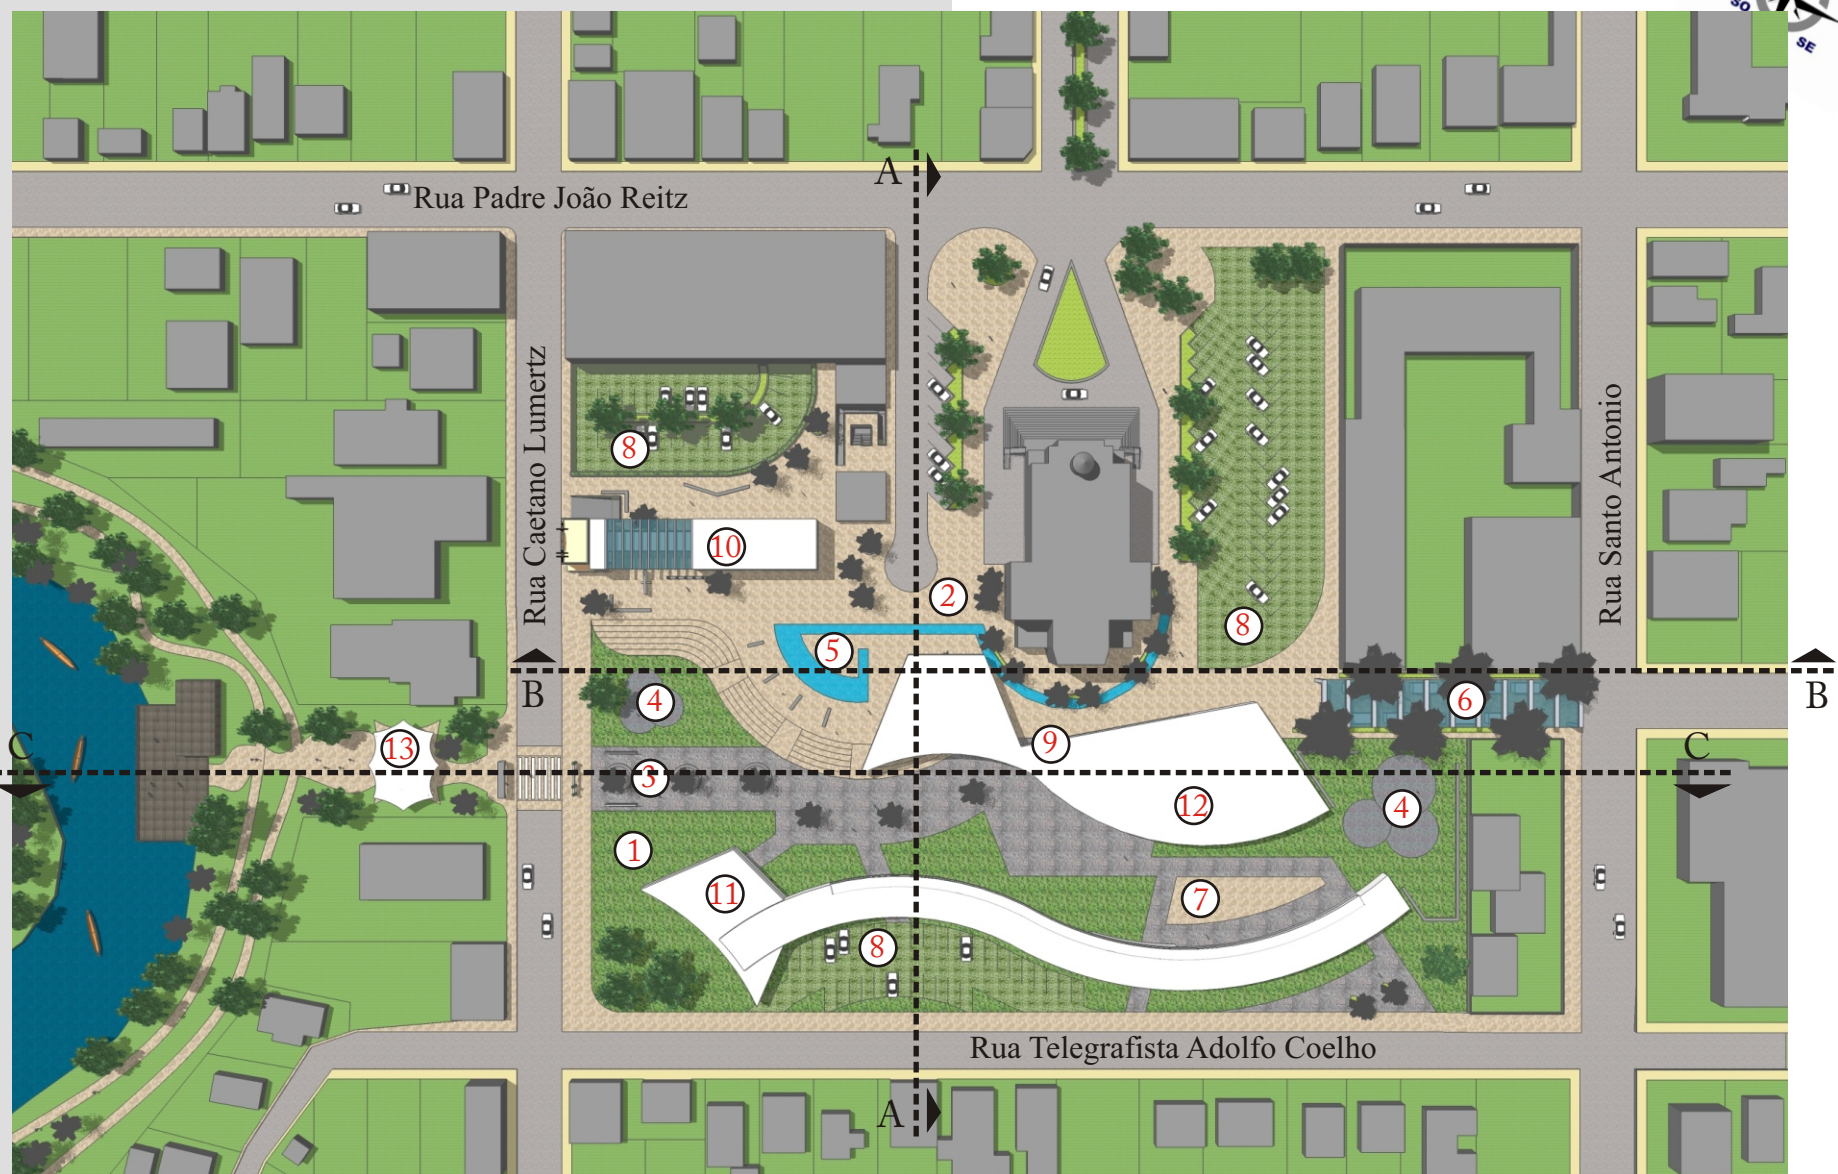 SO
SE
A
Rua Padre João Reitz
Rua Caetano Lumertz
Rua Santo Antonio
8
10
2
8
5
B
4
6
B
C
13
9
C
3
12
4
1
11
7
8
Rua Telegrafista Adolfo Coelho
A